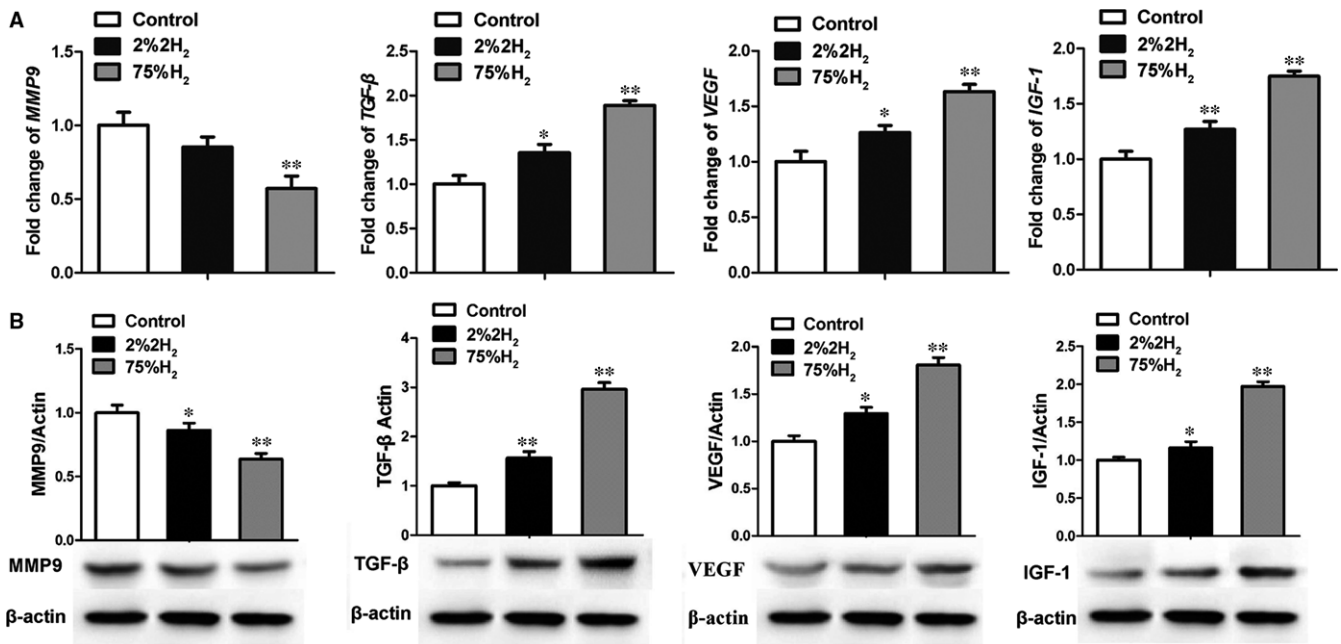 A
Control
2%2H₂
75%H₂
Fold change of MMP9
1.5
1.0
0.5
0.0
**
Control
2%2H₂
75%H₂
Fold change of TGF-β
2.5
2.0
1.5
1.0
0.5
0.0
*
**
Control
2%2H₂
75%H₂
Fold change of VEGF
2.0
1.5
1.0
0.5
0.0
*
**
Control
2%2H₂
75%H₂
Fold change of IGF-1
2.0
1.5
1.0
0.5
0.0
**
**
B
Control
2%2H₂
75%H₂
MMP9/Actin
1.5
1.0
0.5
0.0
*
**
MMP9
β-actin
Control
2%2H₂
75%H₂
TGF-β Actin
4
3
2
1
0
**
**
TGF-β
β-actin
Control
2%2H₂
75%H₂
VEGF/Actin
2.0
1.5
1.0
0.5
0.0
*
**
VEGF
β-actin
Control
2%2H₂
75%H₂
IGF-1/Actin
2.5
2.0
1.5
1.0
0.5
0.0
*
**
IGF-1
β-actin